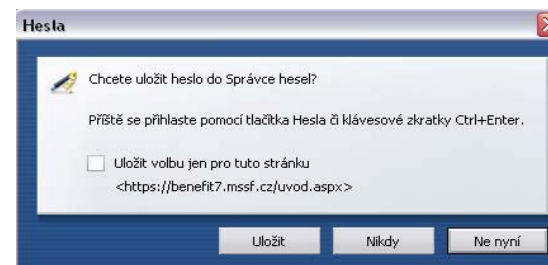 Hesla
Chcete uložit heslo do Správce hesel?
Příště se přihlaste pomocí tlačítka Hesla či klávesové zkratky Ctrl+Enter.
Uložit volbu jen pro tuto stránku
<https://benefit7.mssf.cz/uvod.aspx>
Uložit
Nikdy
Ne nyní